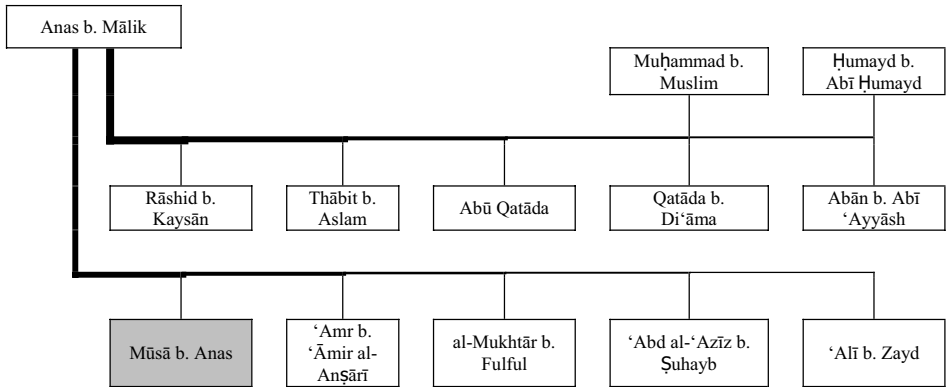 Anas b. Mālik
Muḥammad b.
Muslim
Ḥumayd b.
Abī Ḥumayd
Rāshid b.
Kaysān
Thābit b.
Aslam
Abū Qatāda
Qatāda b.
Di‘āma
Abān b. Abī
‘Ayyāsh
Mūsā b. Anas
‘Amr b.
‘Āmir al-
Anṣārī
al-Mukhtār b.
Fulful
‘Abd al-‘Azīz b.
Ṣuhayb
‘Alī b. Zayd